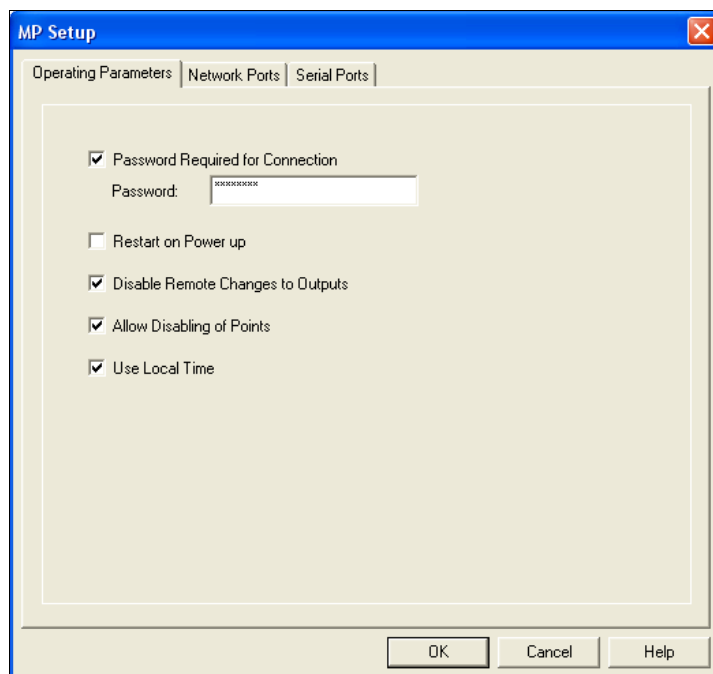 MP Setup
Operating Parameters Network Ports Serial Ports
Password Required for Connection
Password: ********
Restart on Power up
Disable Remote Changes to Outputs
Allow Disabling of Points
Use Local Time
OK Cancel Help